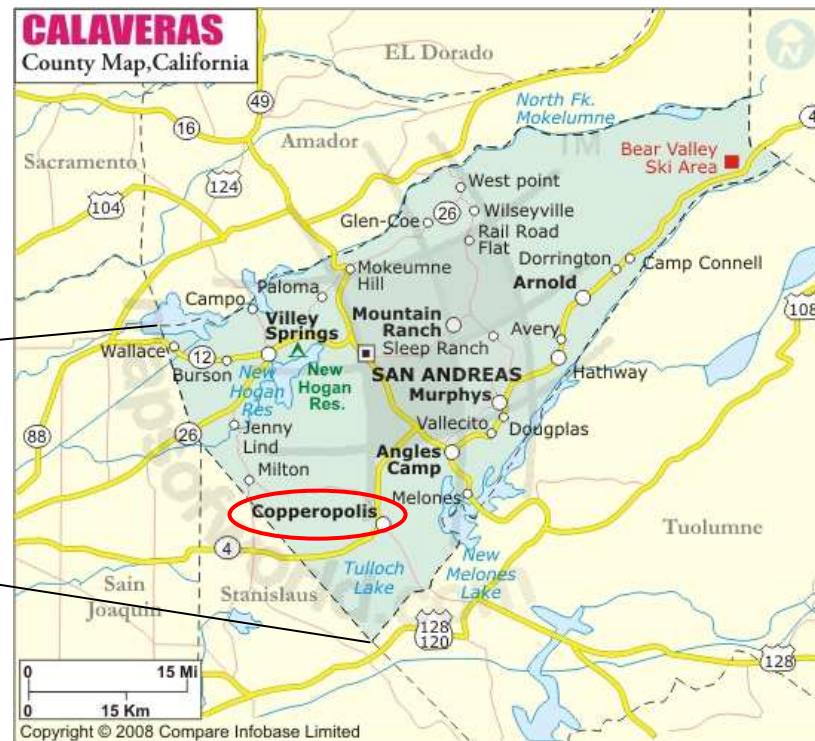 CALAVERAS
County Map,California
EL Dorado
49
North Fk.
Mokelumne
4
16
Amador
TM
Bear Valley
Ski Area
Sacramento
124
West point
104
Glen-Coe
26
Wilseyville
Rail Road
Flat
Dorrington
Camp Connell
Mokeumne
Hill
Paloma
Arnold
Campo
108
Villey
Springs
Mountain
Ranch
Avery
Wallace
12
Sleep Ranch
Burson
New
Hogan
Res
New
Hogan
Res.
SAN ANDREAS
Hathway
Murphys
88
26
Vallecito
Dougplas
Jenny
Lind
Angles
Camp
Milton
Melones
Copperopolis
Tuolumne
4
Tulloch
Lake
New
Melones
Lake
Sain
Joaquin
Stanislaus
128
120
128
0
15 Mi
0
15 Km
mapsofworld.com
Copyright © 2008 Compare Infobase Limited